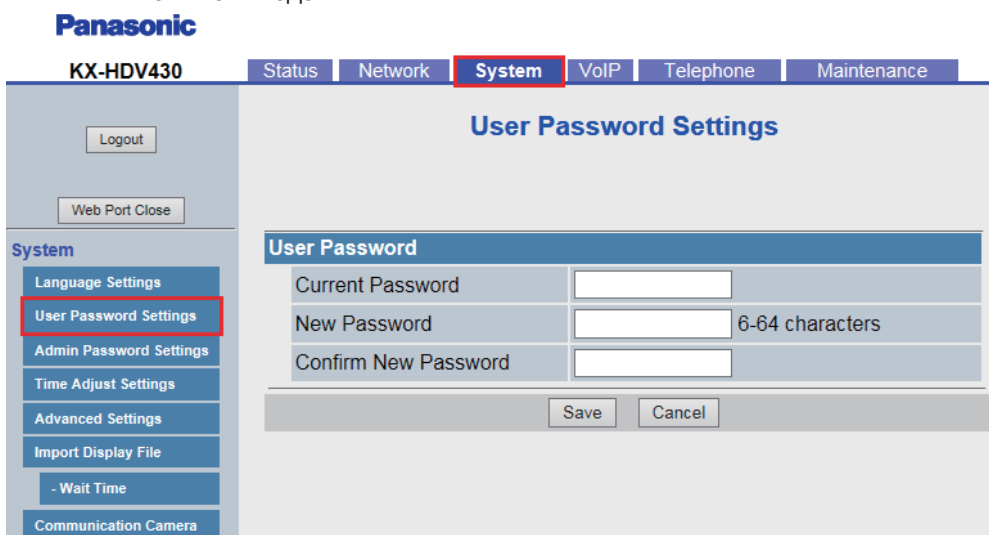 Panasonic
KX-HDV430
Status Network System VoIP Telephone Maintenance
Logout
Web Port Close
System
Language Settings
User Password Settings
Admin Password Settings
Time Adjust Settings
Advanced Settings
Import Display File
- Wait Time
Communication Camera
User Password Settings
User Password
Current Password
New Password 6-64 characters
Confirm New Password
Save Cancel